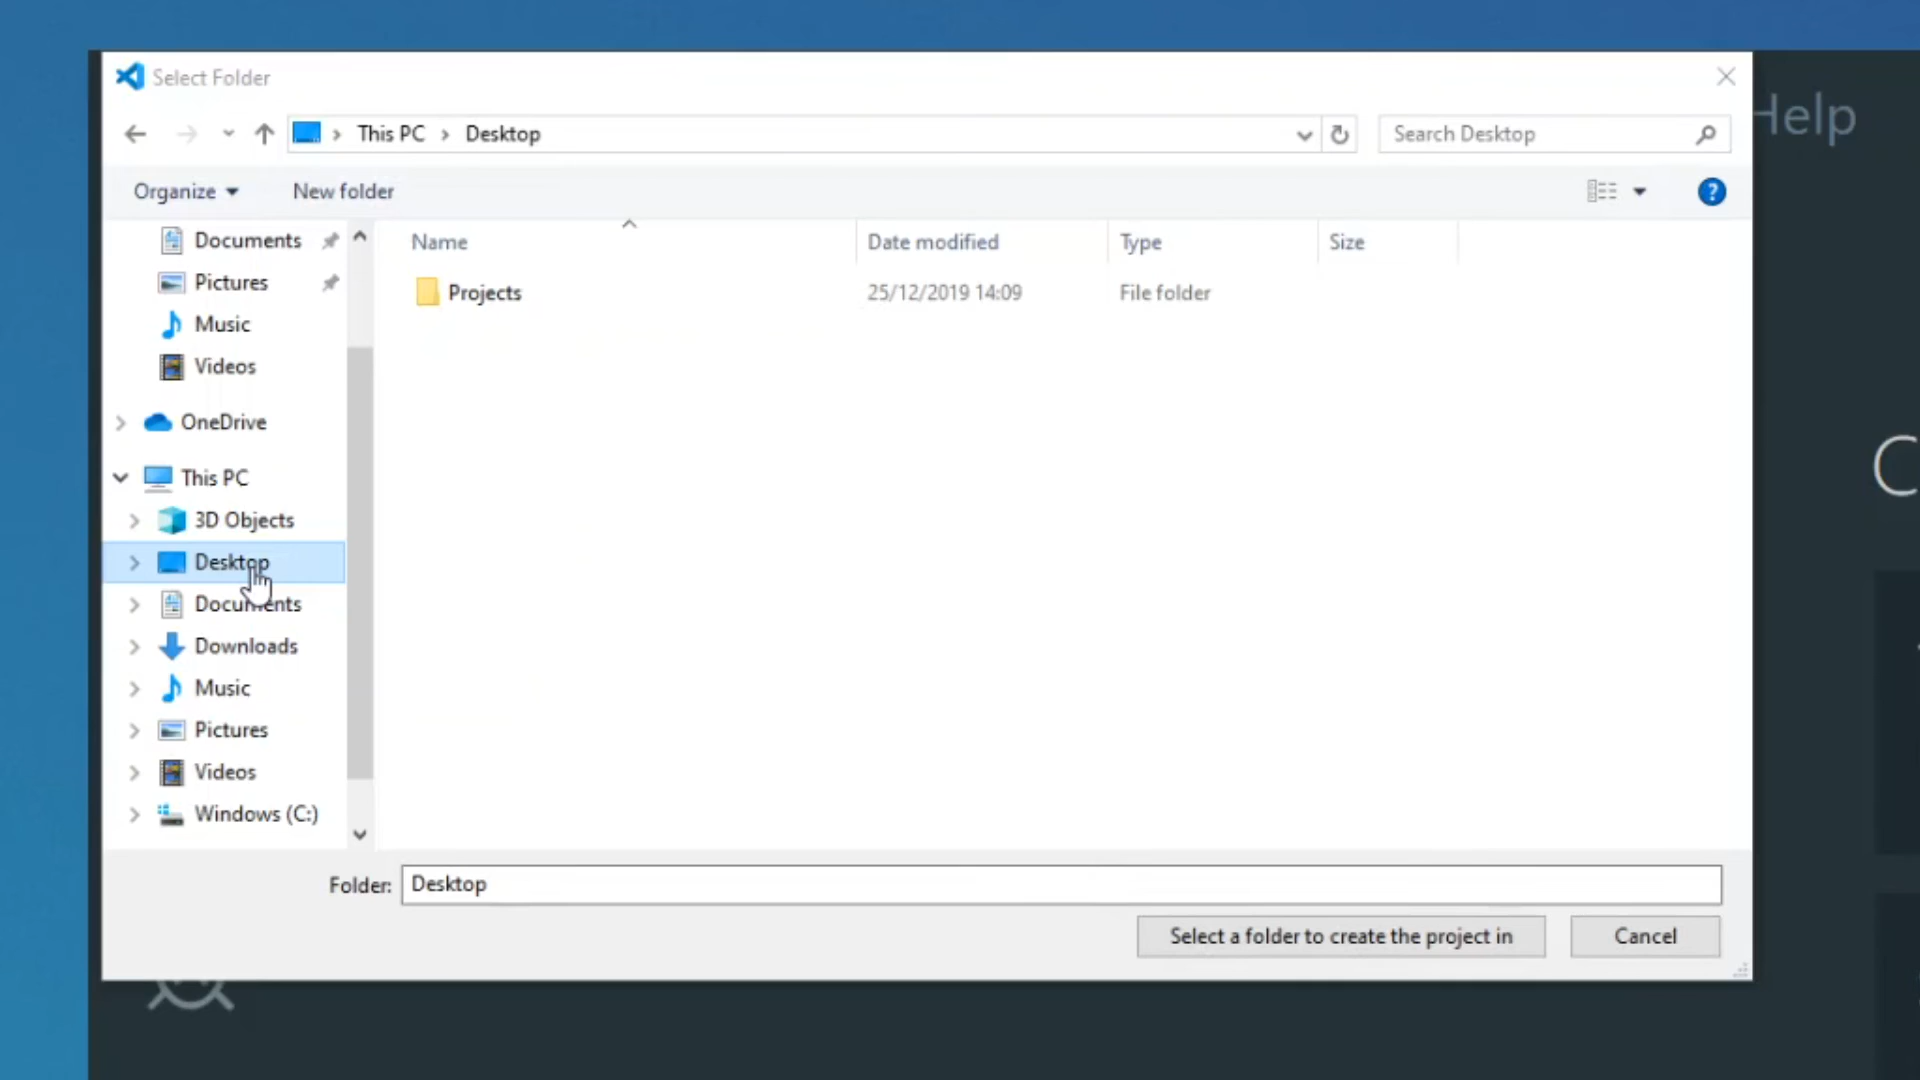 Select Folder
Help
This PC
Desktop
Search Desktop
Organize
New folder
?
Documents
Pictures
Music
Videos
OneDrive
This PC
3D Objects
Desktop
Documents
Downloads
Music
Pictures
Videos
Windows (C:)
Name
Date modified
Type
Size
Projects
25/12/2019 14:09
File folder
C
Folder:
Desktop
Select a folder to create the project in
Cancel